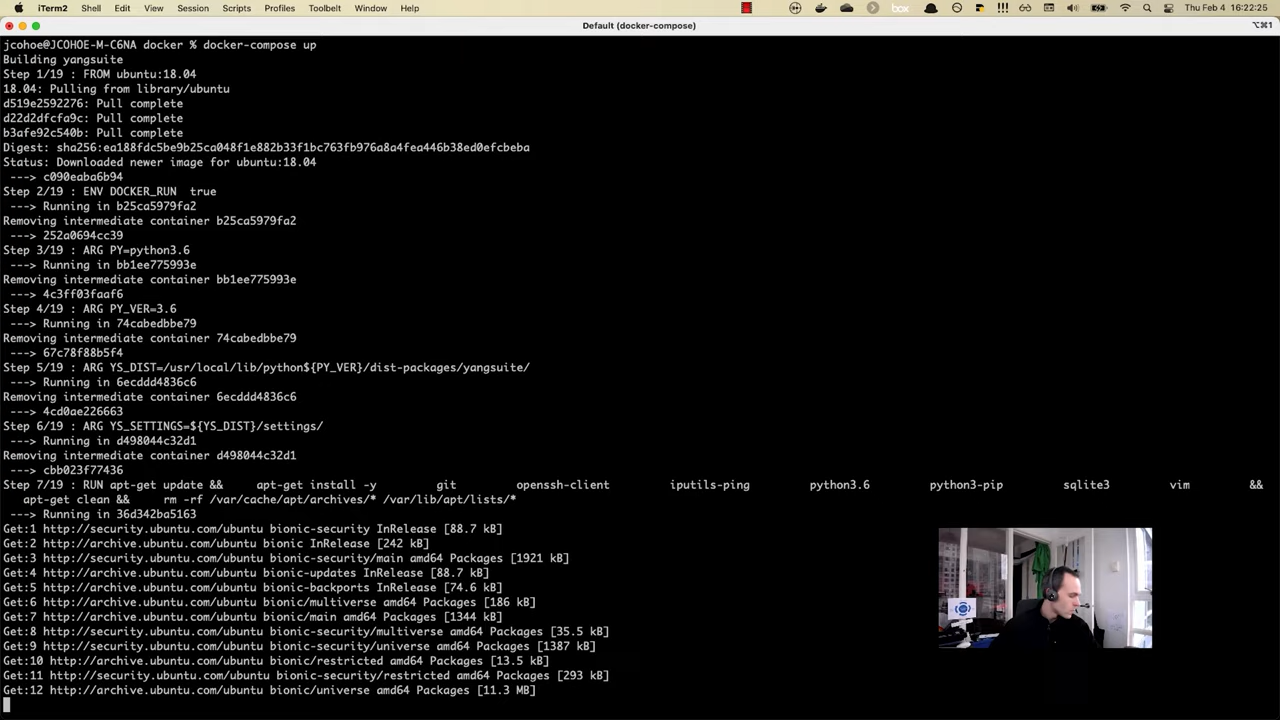 iTerm2 Shell Edit View Session Scripts Profiles Toolbelt Window Help box Thu Feb 4 16:22:25
Default (docker-compose) ⌥⌘1
jcohoe@JCOHOE-M-C6NA docker % docker-compose up
Building yangsuite
Step 1/19 : FROM ubuntu:18.04
18.04: Pulling from library/ubuntu
d519e2592276: Pull complete
d22d2dfcfa9c: Pull complete
b3afe92c540b: Pull complete
Digest: sha256:ea188fdc5be9b25ca048f1e882b33f1bc763fb976a8a4fea446b38ed0efcbeba
Status: Downloaded newer image for ubuntu:18.04
---> c090eaba6b94
Step 2/19 : ENV DOCKER_RUN true
---> Running in b25ca5979fa2
Removing intermediate container b25ca5979fa2
---> 252a0694cc39
Step 3/19 : ARG PY=python3.6
---> Running in bb1ee775993e
Removing intermediate container bb1ee775993e
---> 4c3ff03faaf6
Step 4/19 : ARG PY_VER=3.6
---> Running in 74cabedbbe79
Removing intermediate container 74cabedbbe79
---> 67c78f88b5f4
Step 5/19 : ARG YS_DIST=/usr/local/lib/python${PY_VER}/dist-packages/yangsuite/
---> Running in 6ecddd4836c6
Removing intermediate container 6ecddd4836c6
---> 4cd0ae226663
Step 6/19 : ARG YS_SETTINGS=${YS_DIST}/settings/
---> Running in d498044c32d1
Removing intermediate container d498044c32d1
---> cbb023f77436
Step 7/19 : RUN apt-get update && apt-get install -y git openssh-client iputils-ping python3.6 python3-pip sqlite3 vim &&
apt-get clean && rm -rf /var/cache/apt/archives/* /var/lib/apt/lists/*
---> Running in 36d342ba5163
Get:1 http://security.ubuntu.com/ubuntu bionic-security InRelease [88.7 kB]
Get:2 http://archive.ubuntu.com/ubuntu bionic InRelease [242 kB]
Get:3 http://security.ubuntu.com/ubuntu bionic-security/main amd64 Packages [1921 kB]
Get:4 http://archive.ubuntu.com/ubuntu bionic-updates InRelease [88.7 kB]
Get:5 http://archive.ubuntu.com/ubuntu bionic-backports InRelease [74.6 kB]
Get:6 http://archive.ubuntu.com/ubuntu bionic/multiverse amd64 Packages [186 kB]
Get:7 http://archive.ubuntu.com/ubuntu bionic/main amd64 Packages [1344 kB]
Get:8 http://security.ubuntu.com/ubuntu bionic-security/multiverse amd64 Packages [35.5 kB]
Get:9 http://security.ubuntu.com/ubuntu bionic-security/universe amd64 Packages [1387 kB]
Get:10 http://archive.ubuntu.com/ubuntu bionic/restricted amd64 Packages [13.5 kB]
Get:11 http://security.ubuntu.com/ubuntu bionic-security/restricted amd64 Packages [293 kB]
Get:12 http://archive.ubuntu.com/ubuntu bionic/universe amd64 Packages [11.3 MB]